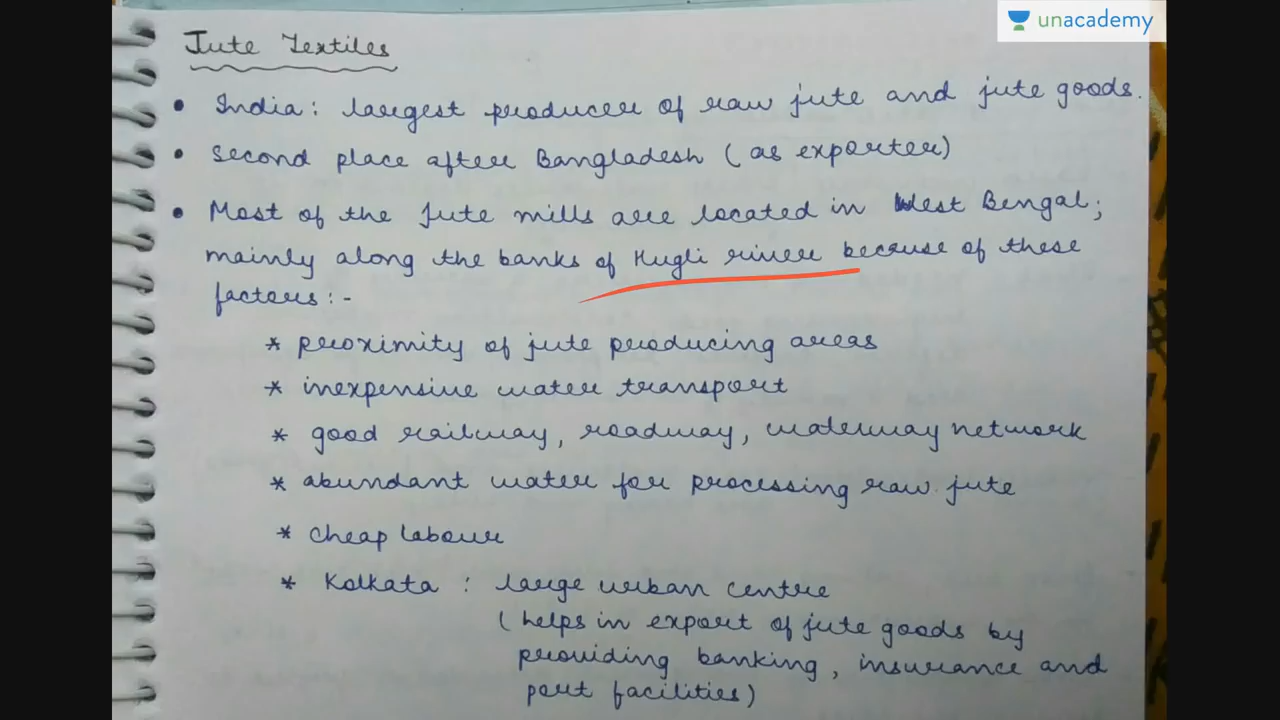 unacademy
Jute Textiles
• India: largest producer of raw jute and jute goods.
• second place after Bangladesh (as exporter)
• Most of the Jute mills are located in West Bengal;
mainly along the banks of Hugli river because of these
factors:-
* proximity of jute producing areas
* inexpensive water transport
* good railway, roadway, waterway network
* abundant water for processing raw jute
* cheap labour
* Kolkata : large urban centre
(helps in export of jute goods by
providing banking, insurance and
port facilities)